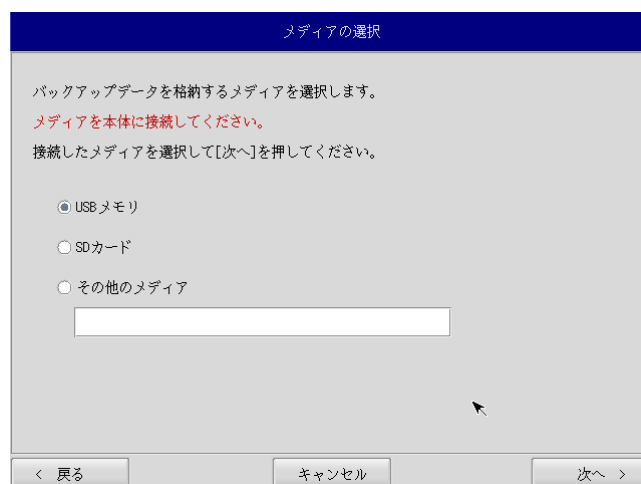 メディアの選択
バックアップデータを格納するメディアを選択します。
メディアを本体に接続してください。
接続したメディアを選択して[次へ]を押してください。
USBメモリ
SDカード
その他のメディア
< 戻る
キャンセル
次へ >